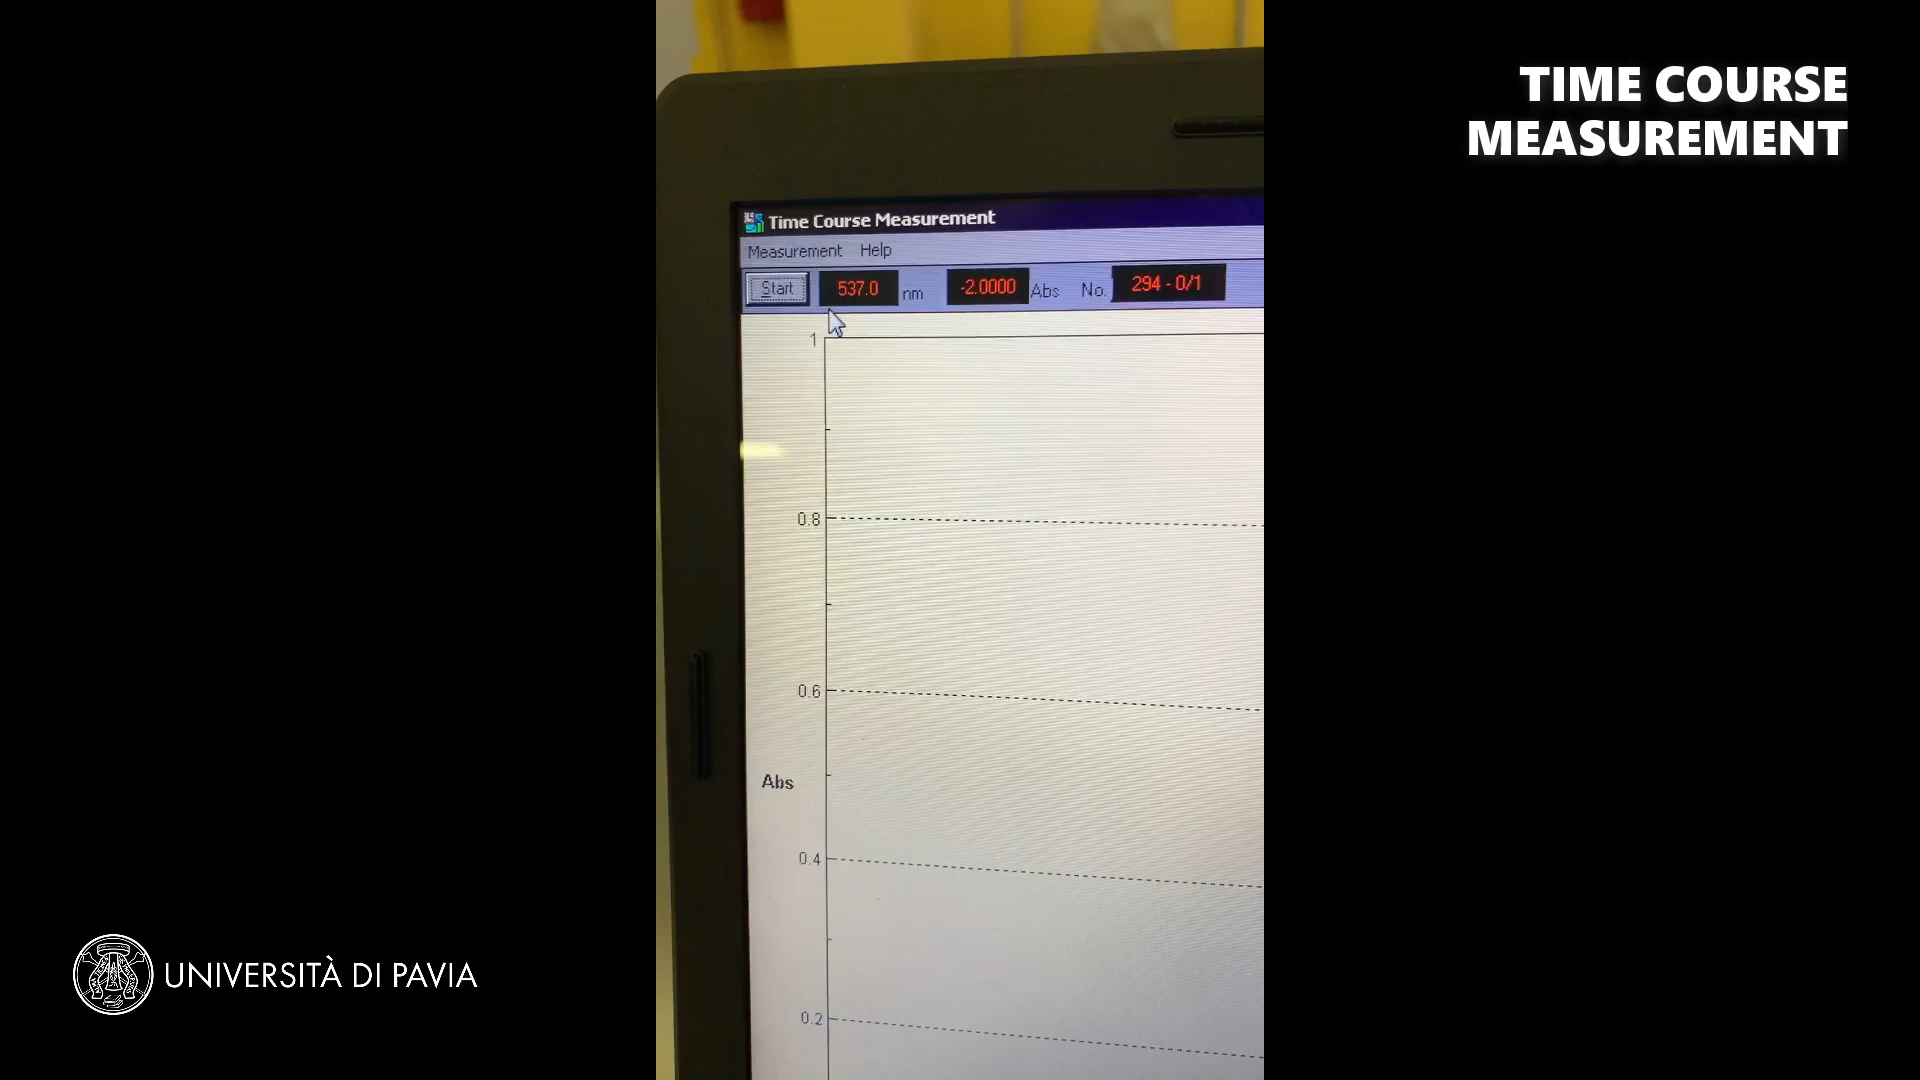 TIME COURSE
MEASUREMENT
Time Course Measurement
Measurement Help
Start 537.0 nm -2.0000 Abs No. 294 - 0/1
1
0.8
0.6
Abs
0.4
0.2
UNIVERSITÀ DI PAVIA